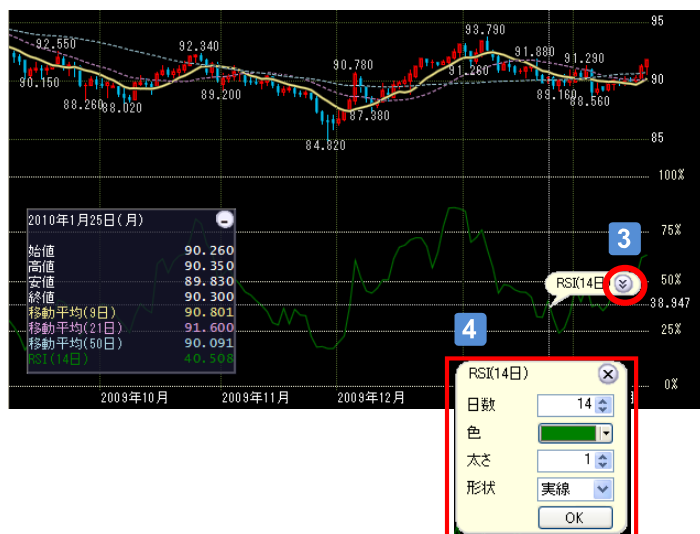 95
93.790
92.550
92.340
91.880
91.290
90.780
91.260
90
90.150
89.200
89.160
88.560
88.260
88.020
87.380
84.820
85
100%
2010年1月25日(月)
75%
3
始値 90.260
高値 90.350
安値 89.830
終値 90.300
移動平均(9日) 90.801
移動平均(21日) 91.600
移動平均(50日) 90.091
RSI(14日) 40.508
RSI(14日)
50%
38.947
25%
4
0%
2009年10月 2009年11月 2009年12月
RSI(14日)
日数 14
色
太さ 1
形状 実線
OK